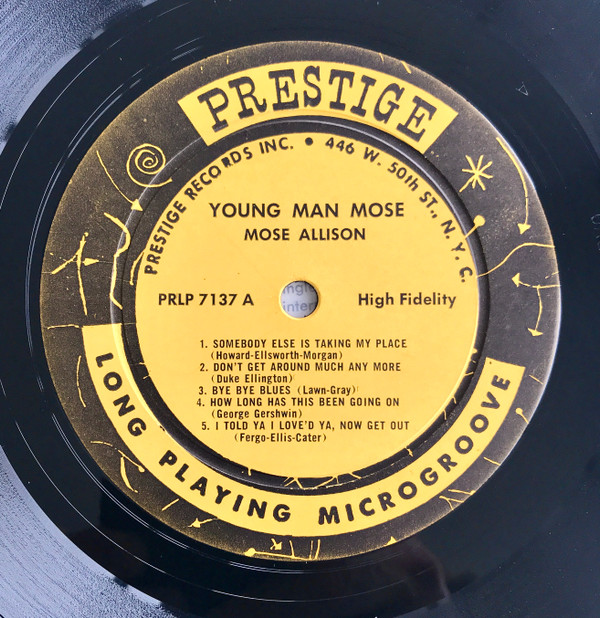 PRESTIGE
PRESTIGE RECORDS INC. • 446 W. 50th ST., N. Y. C.
YOUNG MAN MOSE
MOSE ALLISON
PRLP 7137 A High Fidelity
1. SOMEBODY ELSE IS TAKING MY PLACE
(Howard-Ellsworth-Morgan)
2. DON'T GET AROUND MUCH ANY MORE
(Duke Ellington)
3. BYE BYE BLUES (Lawn-Gray)
4. HOW LONG HAS THIS BEEN GOING ON
(George Gershwin)
5. I TOLD YA I LOVE'D YA, NOW GET OUT
(Fergo-Ellis-Cater)
LONG PLAYING MICROGROOVE